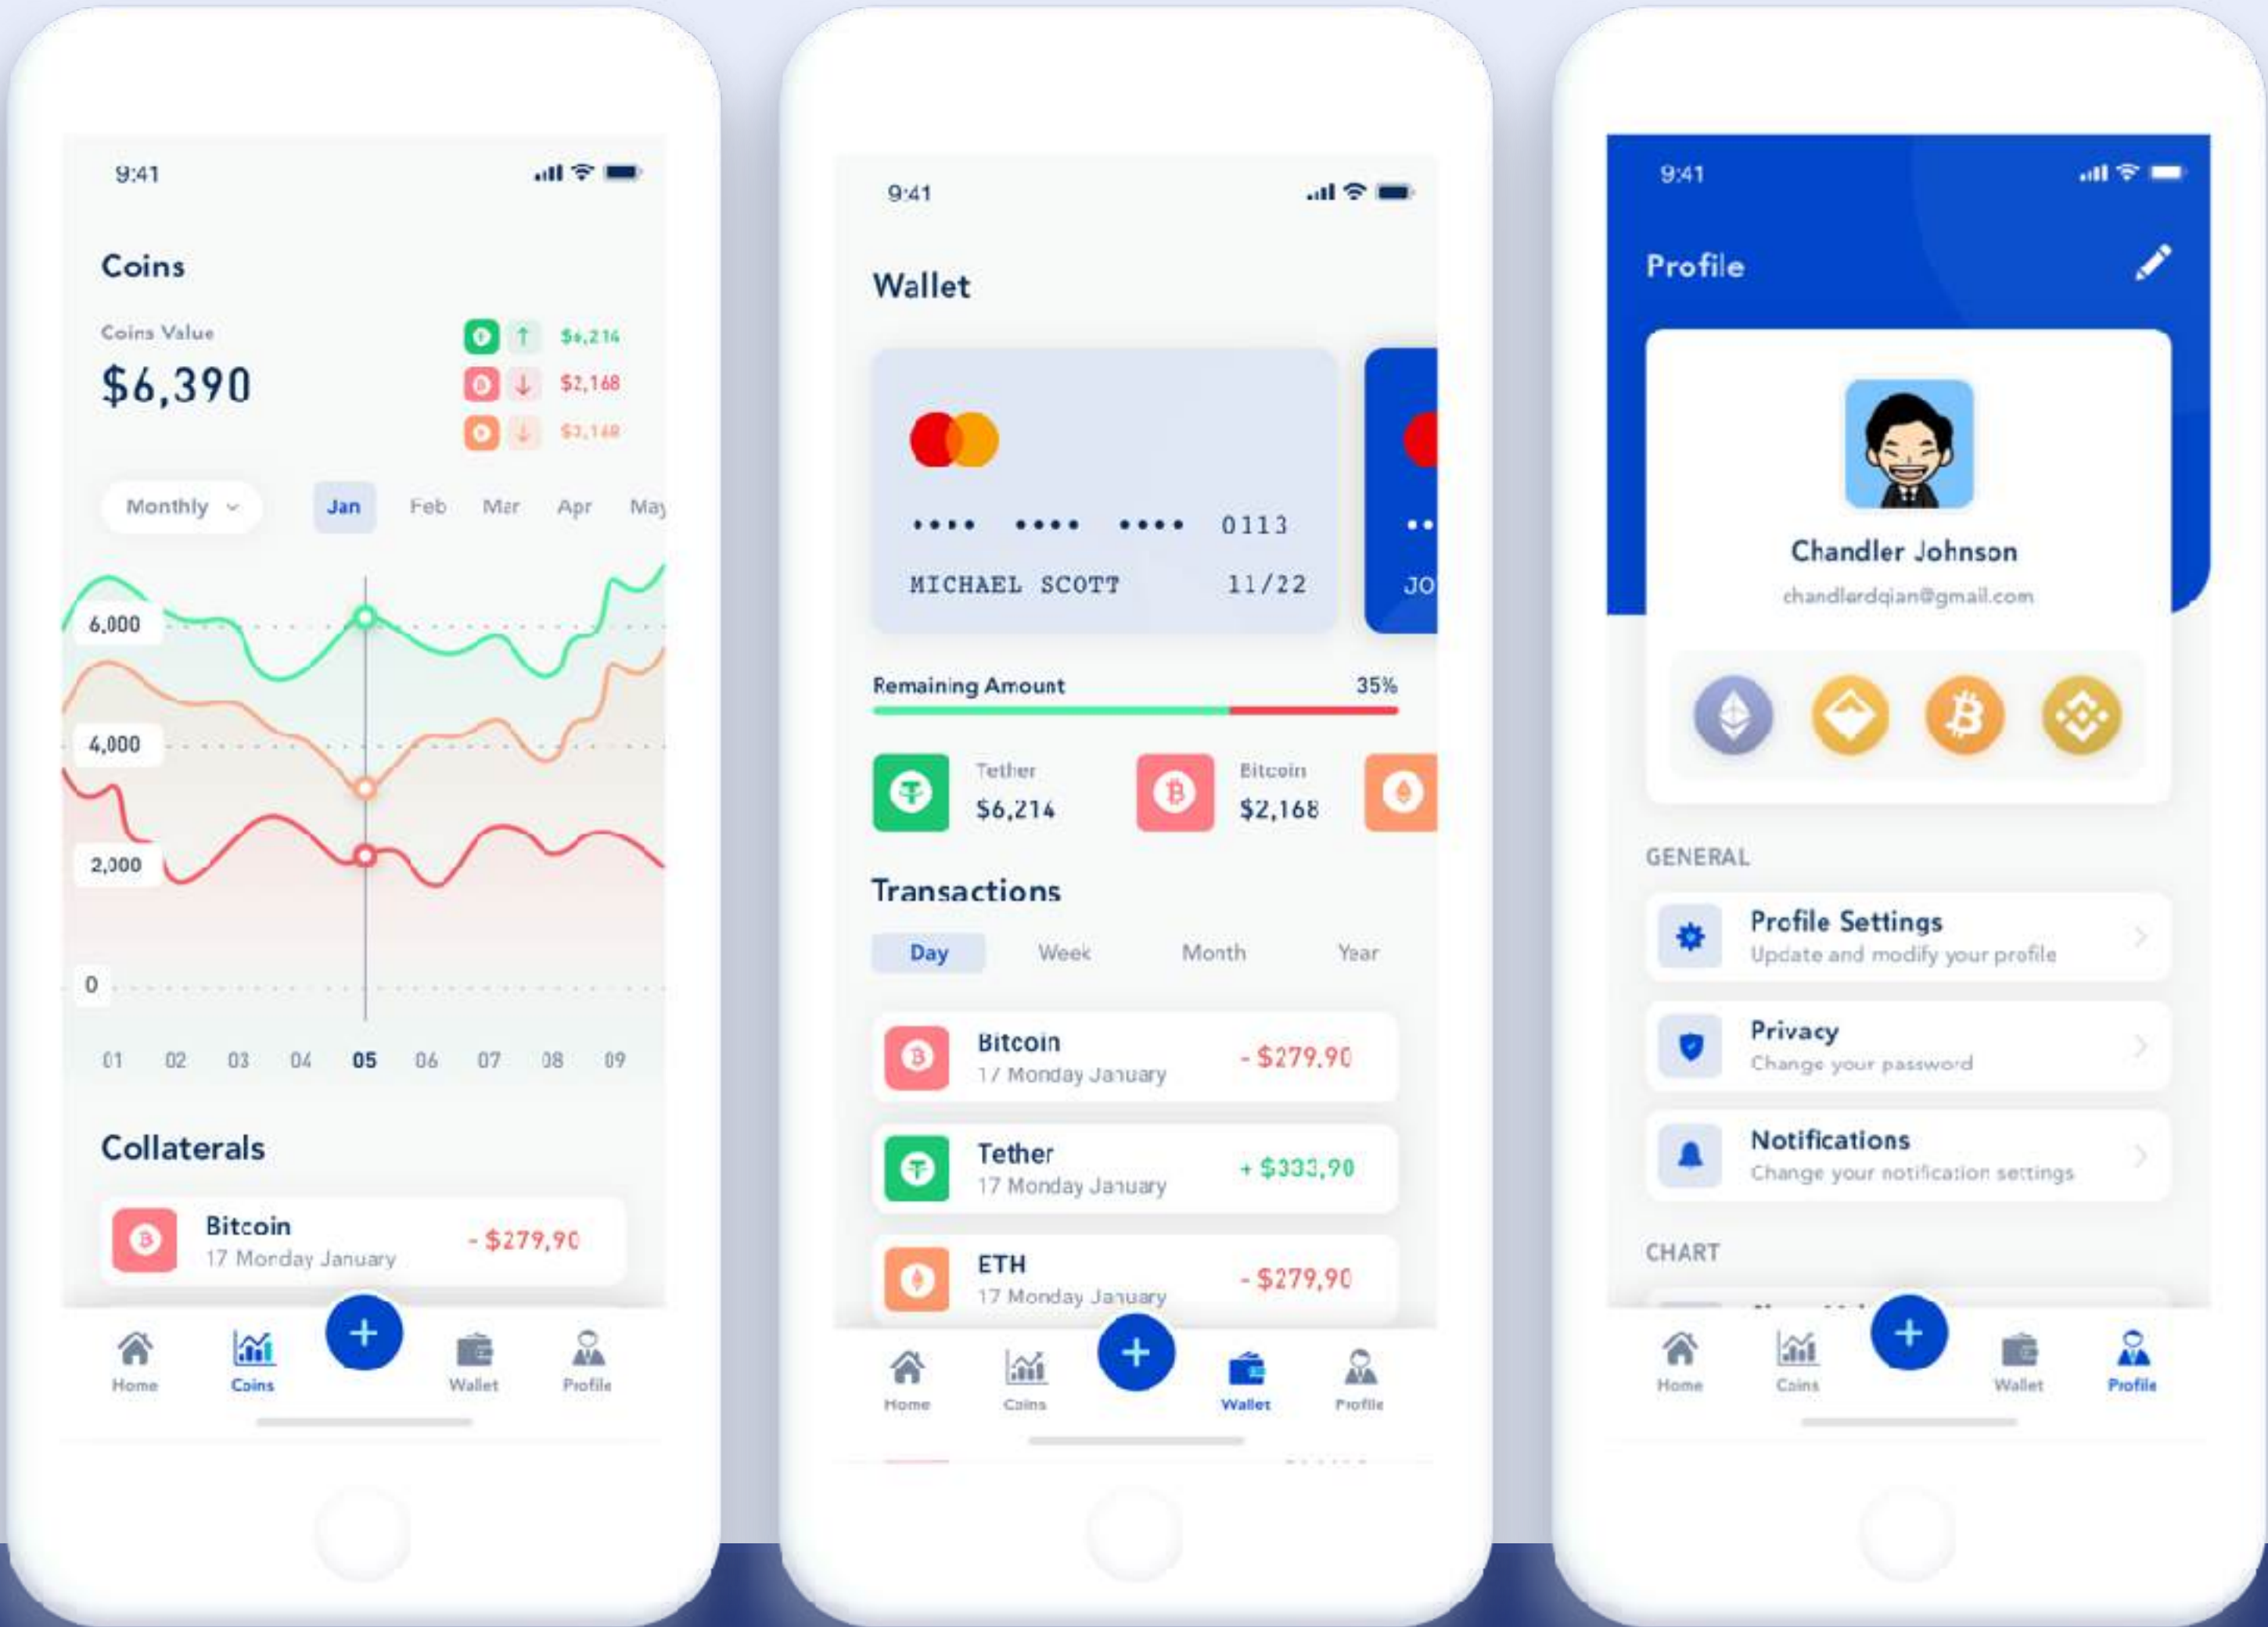 9:41
Coins
Coins Value
$6,390
$6,214
$2,168
$3,168
Monthly
Jan Feb Mar Apr May
6,000
4,000
2,000
0
01 02 03 04 05 06 07 08 09
Collaterals
Bitcoin
17 Monday January
- $279,90
Home Coins Wallet Profile
9:41
Wallet
•••• •••• •••• 0113
MICHAEL SCOTT 11/22
•• 
JO
Remaining Amount 35%
Tether
$6,214
Bitcoin
$2,168
Transactions
Day Week Month Year
Bitcoin
17 Monday January
- $279,90
Tether
17 Monday January
+ $333,90
ETH
17 Monday January
- $279,90
Home Coins Wallet Profile
9:41
Profile
Chandler Johnson
chandlerdqian@gmail.com
GENERAL
Profile Settings
Update and modify your profile
Privacy
Change your password
Notifications
Change your notification settings
CHART
Home Coins Wallet Profile